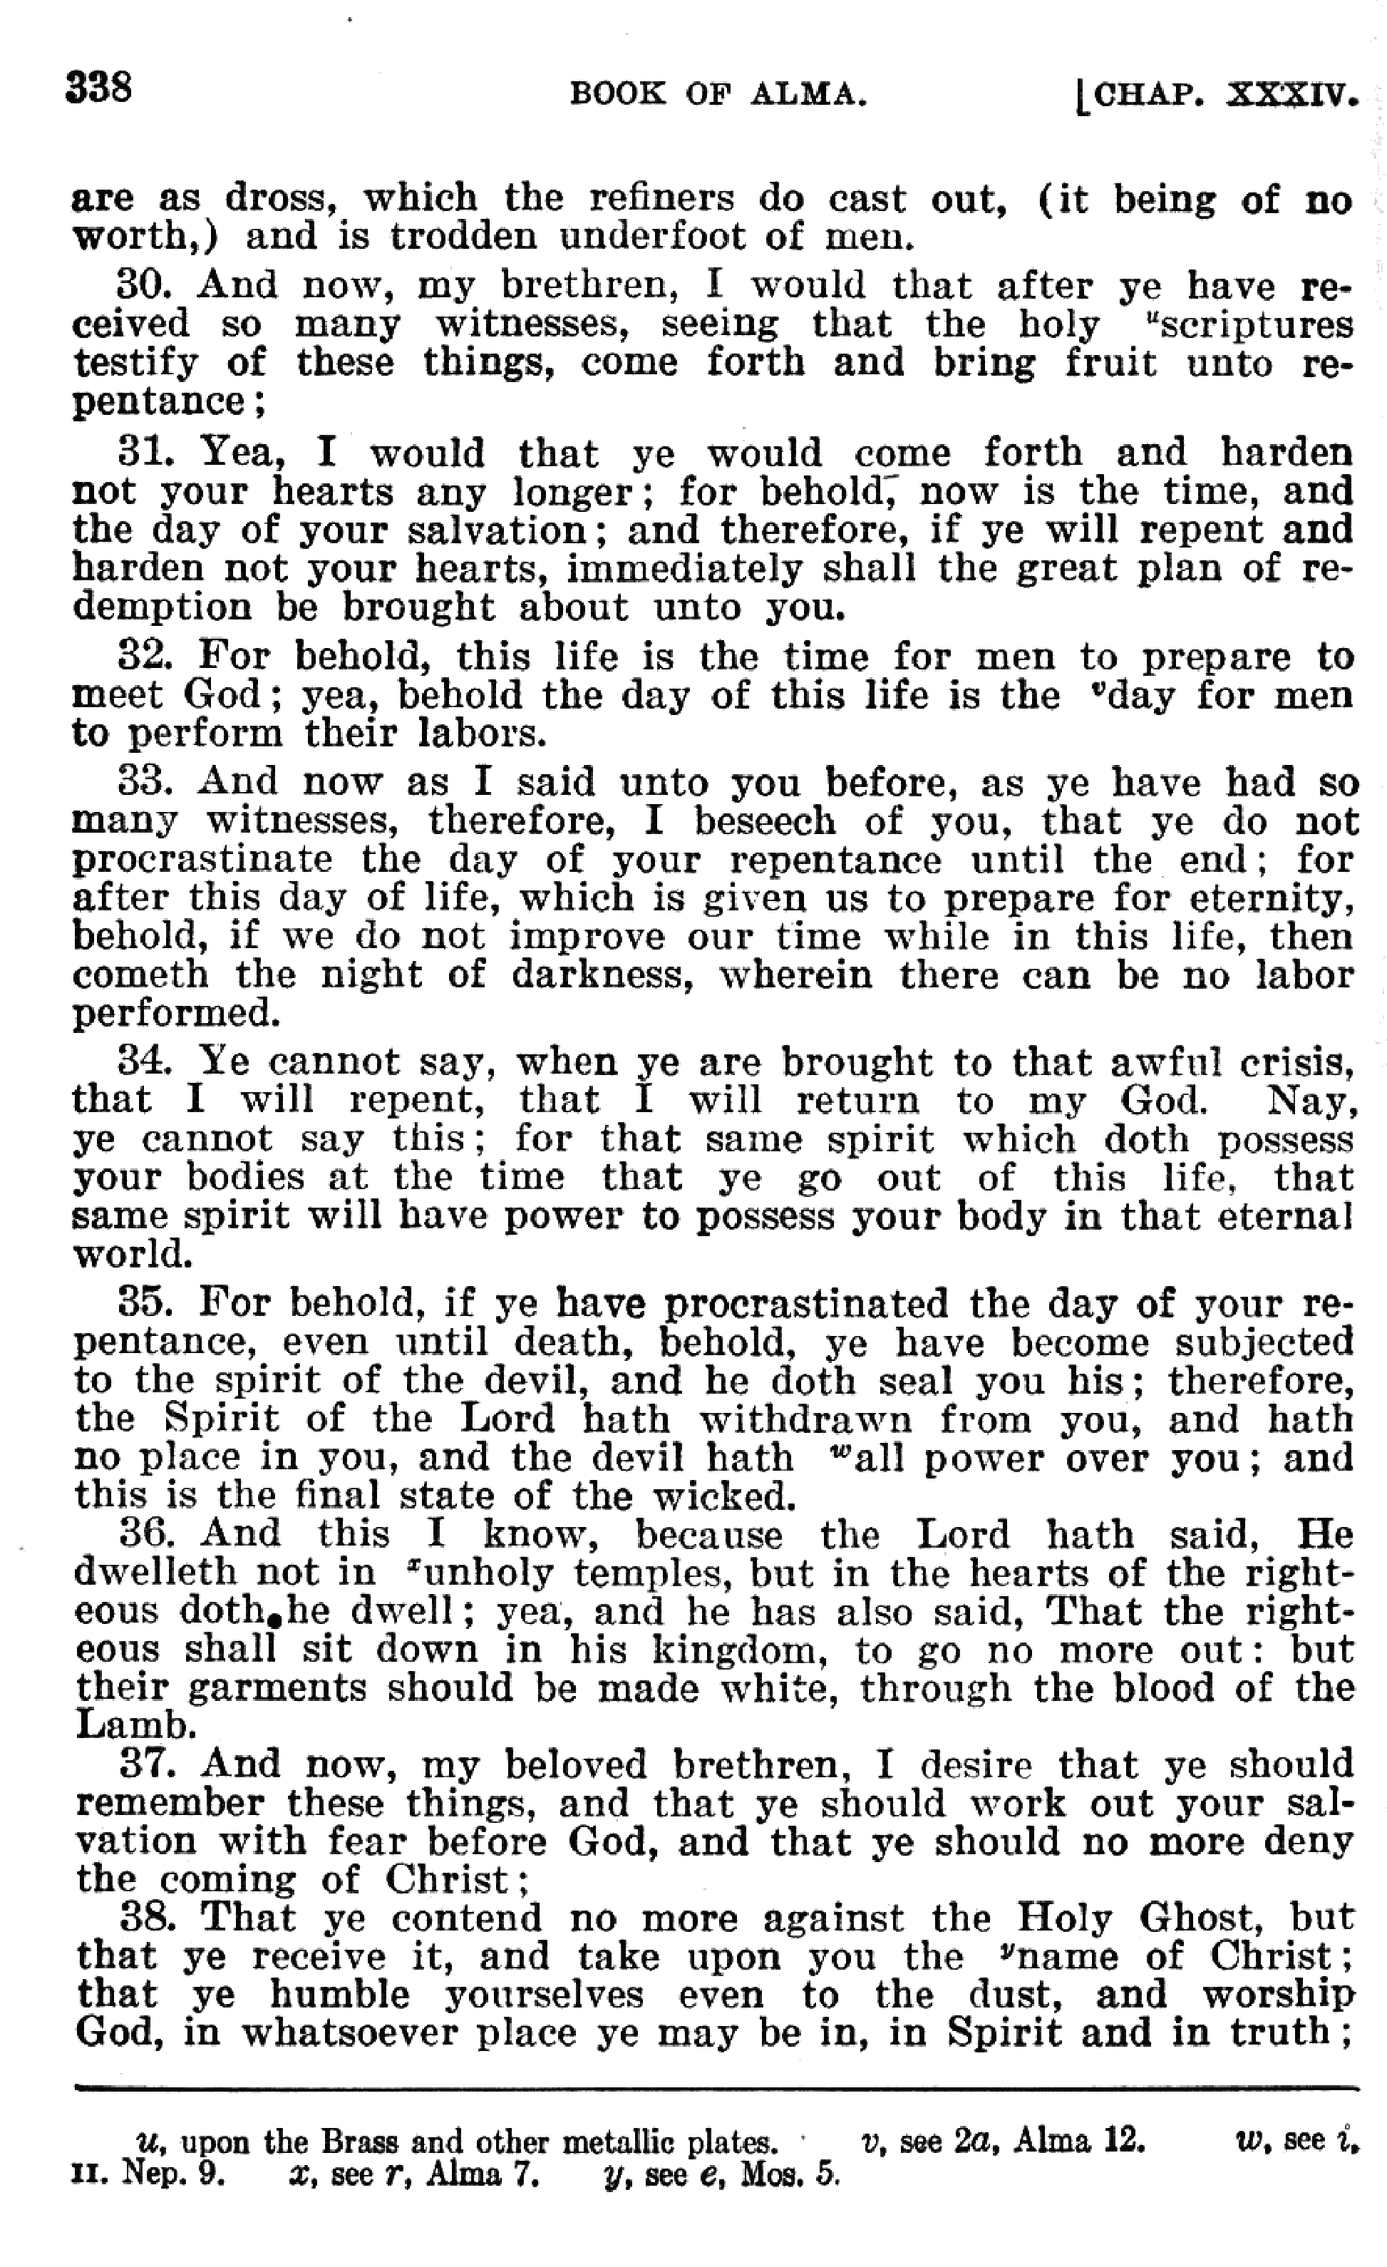 338 BOOK OF ALMA. [CHAP. XXXIV.
are as dross, which the refiners do cast out, (it being of no
worth,) and is trodden underfoot of men.
30. And now, my brethren, I would that after ye have re-
ceived so many witnesses, seeing that the holy ᵘscriptures
testify of these things, come forth and bring fruit unto re-
pentance;
31. Yea, I would that ye would come forth and harden
not your hearts any longer; for behold, now is the time, and
the day of your salvation; and therefore, if ye will repent and
harden not your hearts, immediately shall the great plan of re-
demption be brought about unto you.
32. For behold, this life is the time for men to prepare to
meet God; yea, behold the day of this life is the ᵛday for men
to perform their labors.
33. And now as I said unto you before, as ye have had so
many witnesses, therefore, I beseech of you, that ye do not
procrastinate the day of your repentance until the end; for
after this day of life, which is given us to prepare for eternity,
behold, if we do not improve our time while in this life, then
cometh the night of darkness, wherein there can be no labor
performed.
34. Ye cannot say, when ye are brought to that awful crisis,
that I will repent, that I will return to my God. Nay,
ye cannot say this; for that same spirit which doth possess
your bodies at the time that ye go out of this life, that
same spirit will have power to possess your body in that eternal
world.
35. For behold, if ye have procrastinated the day of your re-
pentance, even until death, behold, ye have become subjected
to the spirit of the devil, and he doth seal you his; therefore,
the Spirit of the Lord hath withdrawn from you, and hath
no place in you, and the devil hath ʷall power over you; and
this is the final state of the wicked.
36. And this I know, because the Lord hath said, He
dwelleth not in ˣunholy temples, but in the hearts of the right-
eous doth he dwell; yea, and he has also said, That the right-
eous shall sit down in his kingdom, to go no more out: but
their garments should be made white, through the blood of the
Lamb.
37. And now, my beloved brethren, I desire that ye should
remember these things, and that ye should work out your sal-
vation with fear before God, and that ye should no more deny
the coming of Christ;
38. That ye contend no more against the Holy Ghost, but
that ye receive it, and take upon you the ʸname of Christ;
that ye humble yourselves even to the dust, and worship
God, in whatsoever place ye may be in, in Spirit and in truth;
u, upon the Brass and other metallic plates. v, see 2a, Alma 12. w, see i,
II. Nep. 9. x, see r, Alma 7. y, see e, Mos. 5.